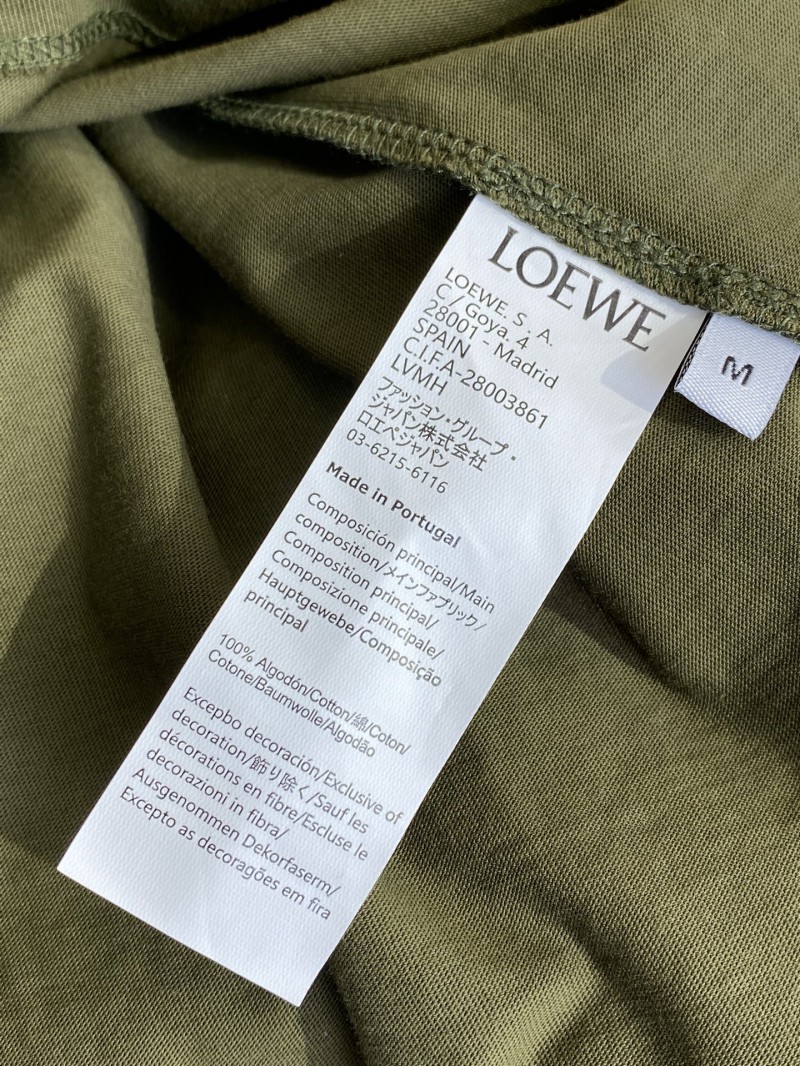 LOEWE
LOEWE. S. A.
C / Goya. 4
28001 - Madrid
SPAIN
C.I.F.A-28003861
LVMH
ファッション・グループ・
ジャパン株式会社
ロエベジャパン
03-6215-6116
Made in Portugal
Composición principal/Main
composition/メインファブリック/
Composition principal/
Composizione principale/
Hauptgewebe/Composição
principal
100% Algodón/Cotton/綿/Coton/
Cotone/Baumwolle/Algodão
Excepbo decoración/Exclusive of
decoration/飾り除く/Sauf les
décorations en fibre/Escluse le
decorazioni in fibra/
Ausgenommen Dekorfaserm/
Excepto as decoragões em fira
M